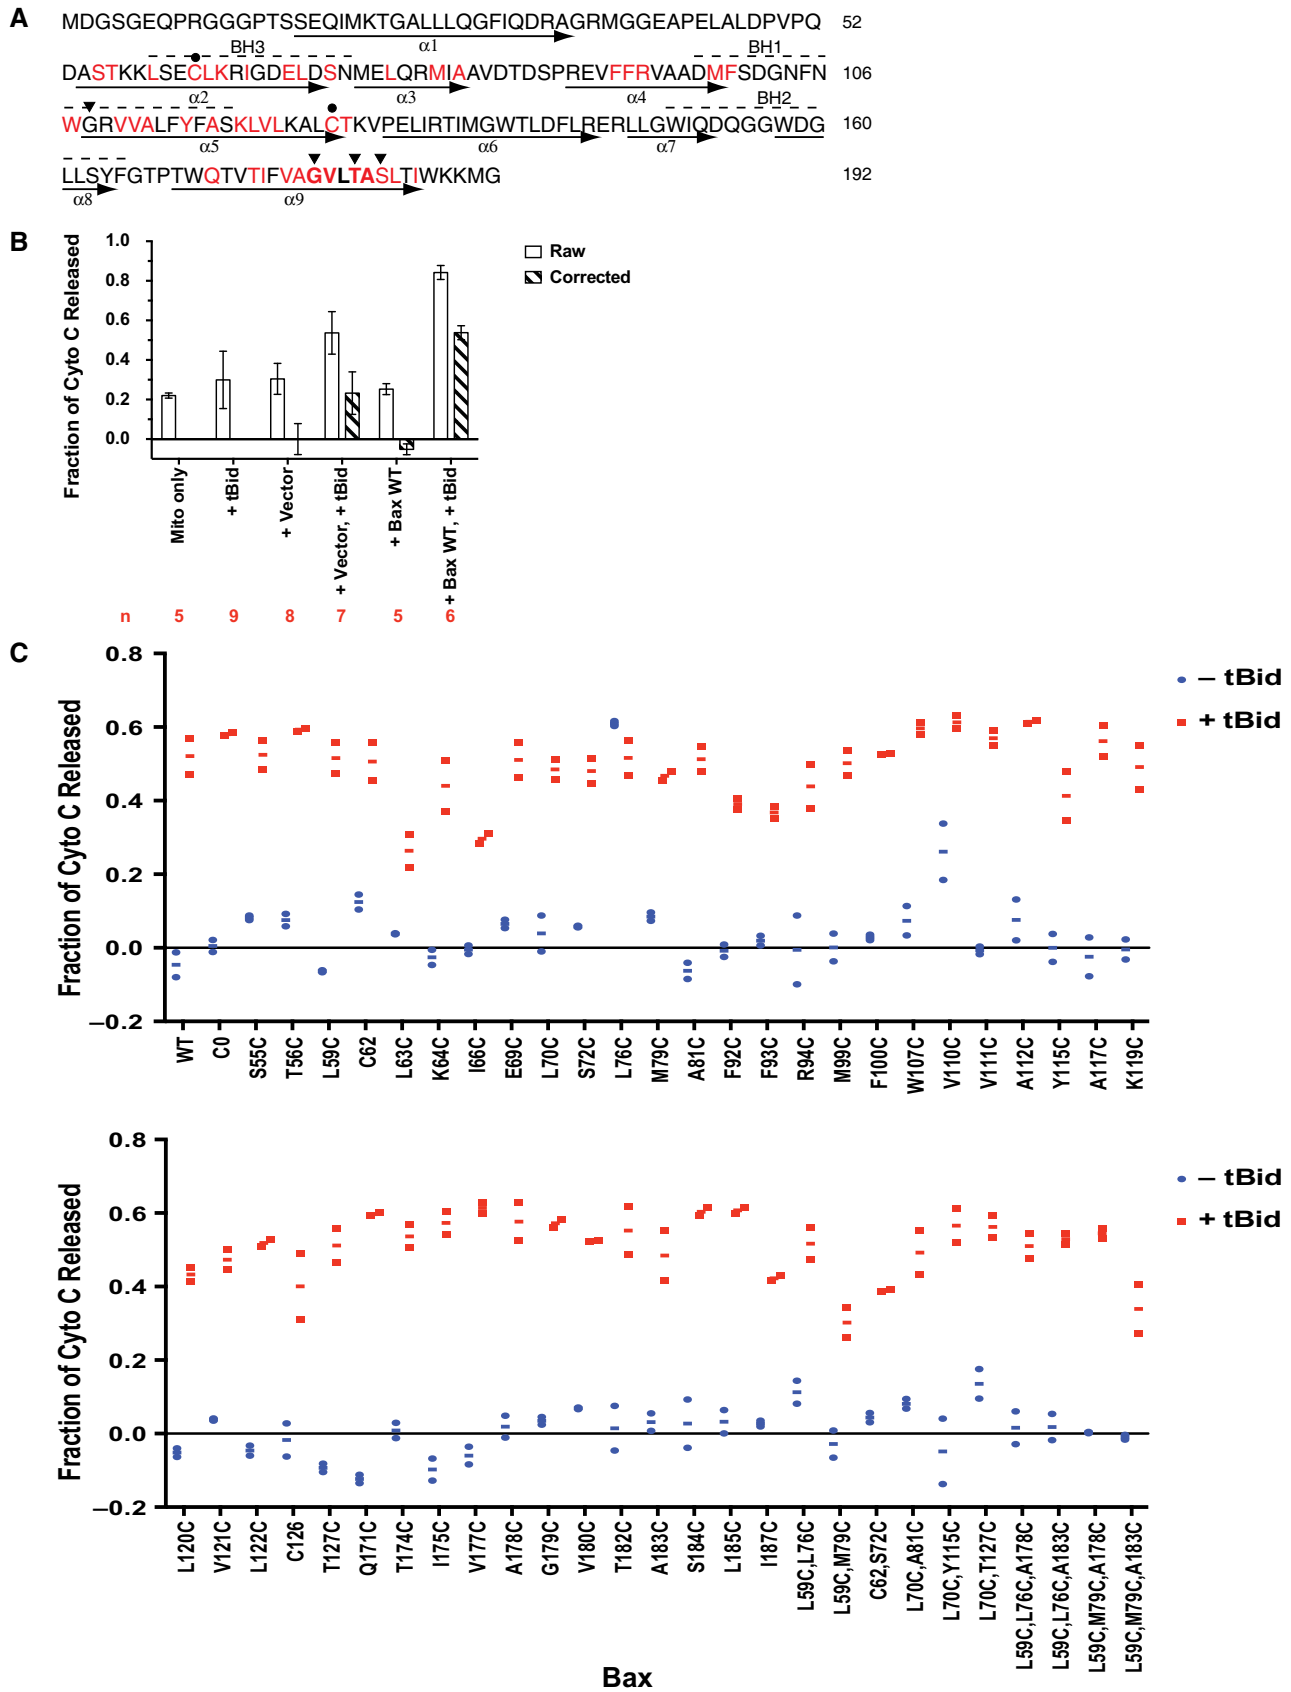 A
MDGSGEQPRGGGPTSSEQIMKTGALLLQGFIQDRAGRMGGEAPELALDPVPQ 52
α1
BH3 BH1
DASTKKLSECLKRIGDELDSNMELQRMIAAVDTDSPREVFFRVAADMFSDGNFN 106
α2 α3 α4 BH2
WGRVVALFYFASKLVLKALCTKVPELIRTIMGWTLDFLRERLLGWIQDQGGWDG 160
α5 α6 α7
LLSYFGTPTWQTVTIFVAGVLTASLTIWKKMG 192
α8 α9
B
Fraction of Cyto C Released
1.0
0.8
0.6
0.4
0.2
0.0
Raw
Corrected
Mito only
+ tBid
+ Vector
+ Vector, + tBid
+ Bax WT
+ Bax WT, + tBid
n 5 9 8 7 5 6
C
Fraction of Cyto C Released
0.8
0.6
0.4
0.2
0.0
−0.2
– tBid
+ tBid
WT
C0
S55C
T56C
L59C
C62
L63C
K64C
I66C
E69C
L70C
S72C
L76C
M79C
A81C
F92C
F93C
R94C
M99C
F100C
W107C
V110C
V111C
A112C
Y115C
A117C
K119C
Fraction of Cyto C Released
0.8
0.6
0.4
0.2
0.0
−0.2
– tBid
+ tBid
L120C
V121C
L122C
C126
T127C
Q171C
T174C
I175C
V177C
A178C
G179C
V180C
T182C
A183C
S184C
L185C
I187C
L59C,L76C
L59C,M79C
C62,S72C
L70C,A81C
L70C,Y115C
L70C,T127C
L59C,L76C,A178C
L59C,L76C,A183C
L59C,M79C,A178C
L59C,M79C,A183C
Bax